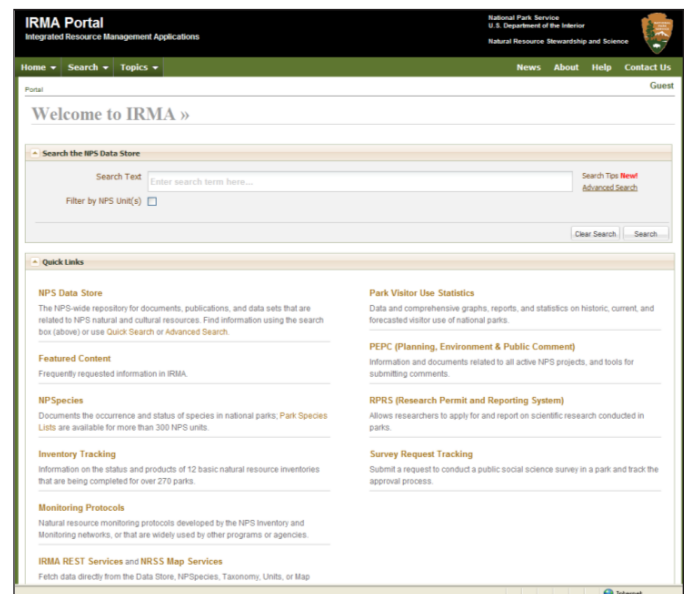 IRMA Portal
Integrated Resource Management Applications
National Park Service
U.S. Department of the Interior
Natural Resource Stewardship and Science
Home Search Topics
News About Help Contact Us
Portal
Guest
Welcome to IRMA »
Search the NPS Data Store
Search Text
Enter search term here...
Search Tips New!
Advanced Search
Filter by NPS Unit(s)
Clear Search Search
Quick Links
NPS Data Store
The NPS-wide repository for documents, publications, and data sets that are
related to NPS natural and cultural resources. Find information using the search
box (above) or use Quick Search or Advanced Search.
Featured Content
Frequently requested information in IRMA.
NPSpecies
Documents the occurrence and status of species in national parks; Park Species
Lists are available for more than 300 NPS units.
Inventory Tracking
Information on the status and products of 12 basic natural resource inventories
that are being completed for over 270 parks.
Monitoring Protocols
Natural resource monitoring protocols developed by the NPS Inventory and
Monitoring networks, or that are widely used by other programs or agencies.
IRMA REST Services and NRSS Map Services
Fetch data directly from the Data Store, NPSpecies, Taxonomy, Units, or Map
Park Visitor Use Statistics
Data and comprehensive graphs, reports, and statistics on historic, current, and
forecasted visitor use of national parks.
PEPC (Planning, Environment & Public Comment)
Information and documents related to all active NPS projects, and tools for
submitting comments.
RPRS (Research Permit and Reporting System)
Allows researchers to apply for and report on scientific research conducted in
parks.
Survey Request Tracking
Submit a request to conduct a public social science survey in a park and track the
approval process.
Internet